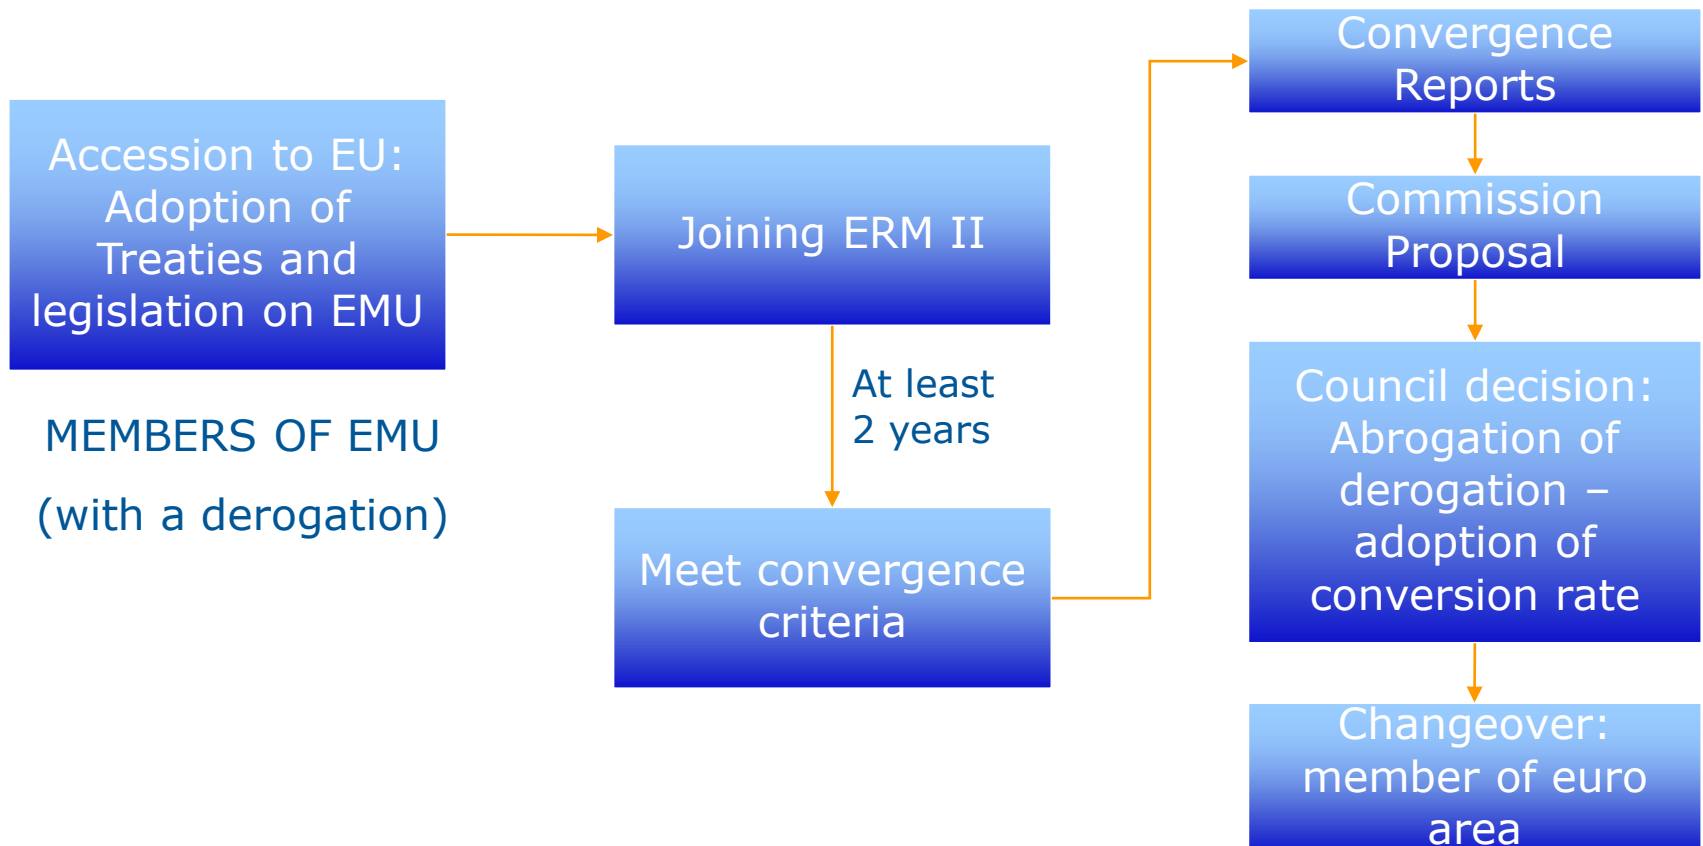 Accession to EU:
Adoption of
Treaties and
legislation on EMU
MEMBERS OF EMU
(with a derogation)
Joining ERM II
At least
2 years
Meet convergence
criteria
Convergence
Reports
Commission
Proposal
Council decision:
Abrogation of
derogation –
adoption of
conversion rate
Changeover:
member of euro
area